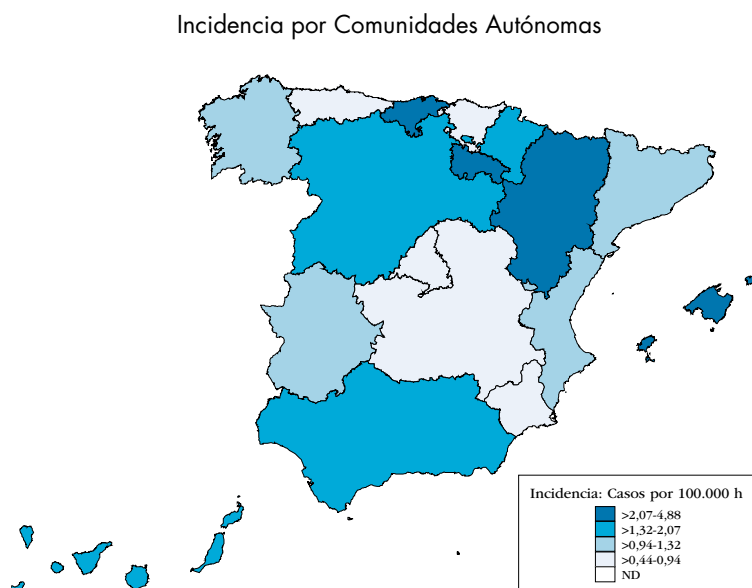 Incidencia por Comunidades Autónomas
Incidencia: Casos por 100.000 h
>2,07-4,88
>1,32-2,07
>0,94-1,32
>0,44-0,94
ND